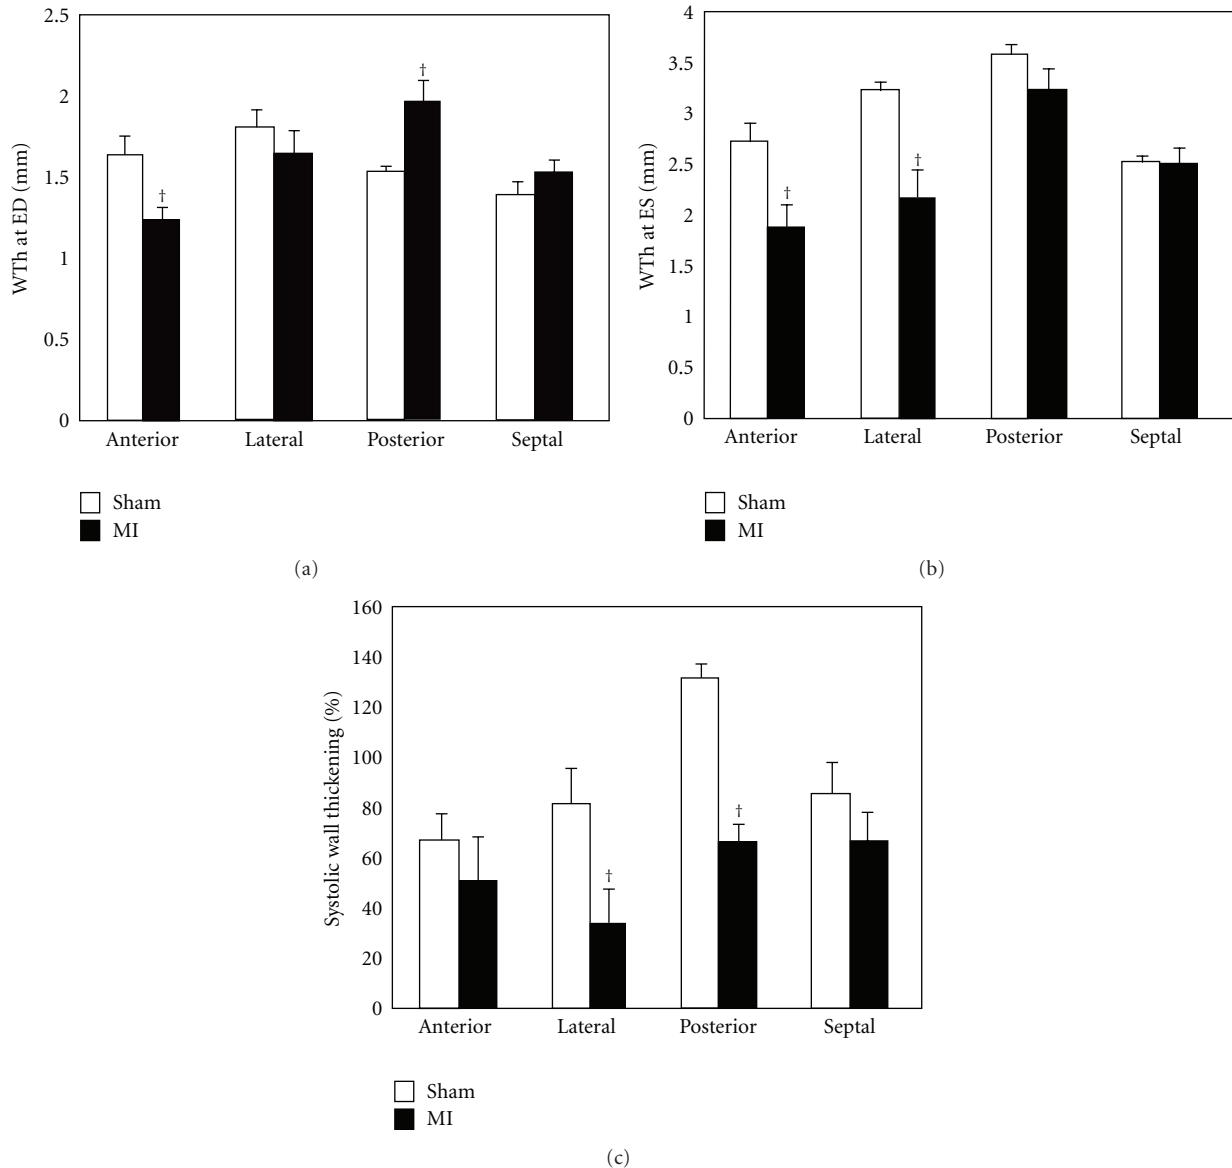 2.5
2
1.5
1
0.5
0
WTh at ED (mm)
†
†
Anterior Lateral Posterior Septal
Sham
MI
(a)
4
3.5
3
2.5
2
1.5
1
0.5
0
WTh at ES (mm)
†
†
Anterior Lateral Posterior Septal
Sham
MI
(b)
160
140
120
100
80
60
40
20
0
Systolic wall thickening (%)
†
†
Anterior Lateral Posterior Septal
Sham
MI
(c)